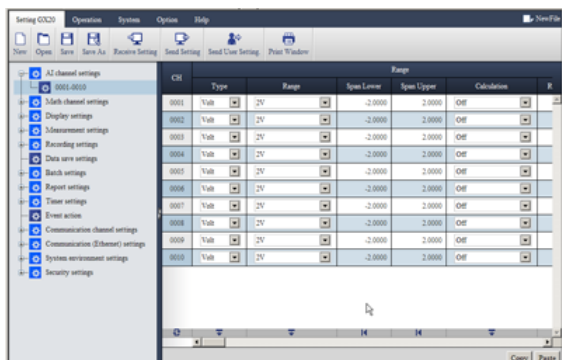 Setting GX20 Operation System Option Help NewFile
New Open Save Save As Receive Setting Send Setting Send User Setting Print Window
AI channel settings
0001-0010
Math channel settings
Display settings
Measurement settings
Recording settings
Data save settings
Batch settings
Report settings
Timer settings
Event action
Communication channel settings
Communication (Ethernet) settings
System environment settings
Security settings
CH Range
Type Range Span Lower Span Upper Calculation R
0001 Volt 2V -2.0000 2.0000 Off
0002 Volt 2V -2.0000 2.0000 Off
0003 Volt 2V -2.0000 2.0000 Off
0004 Volt 2V -2.0000 2.0000 Off
0005 Volt 2V -2.0000 2.0000 Off
0006 Volt 2V -2.0000 2.0000 Off
0007 Volt 2V -2.0000 2.0000 Off
0008 Volt 2V -2.0000 2.0000 Off
0009 Volt 2V -2.0000 2.0000 Off
0010 Volt 2V -2.0000 2.0000 Off
Copy Paste